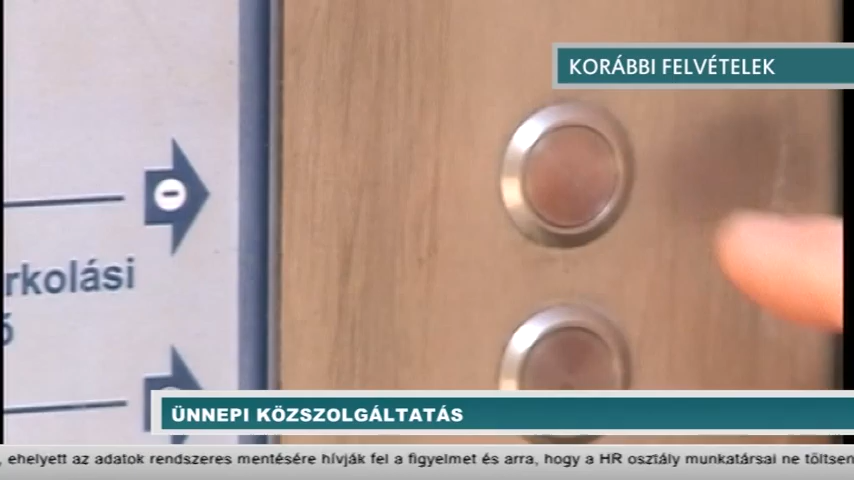 KORÁBBI FELVÉTELEK
rkolási
ÜNNEPI KÖZSZOLGÁLTATÁS
, ehelyett az adatok rendszeres mentésére hívják fel a figyelmet és arra, hogy a HR osztály munkatársai ne töltsen